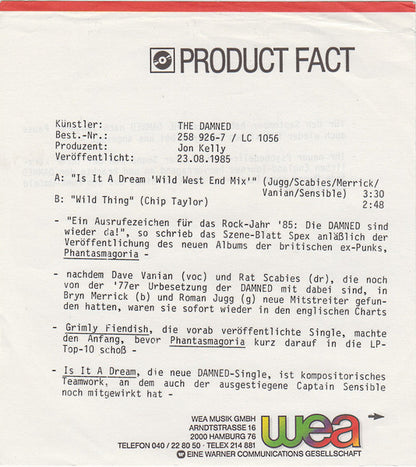 PRODUCT FACT
Künstler: THE DAMNED
Best.-Nr.: 258 926-7 / LC 1056
Produzent: Jon Kelly
Veröffentlicht: 23.08.1985
A: "Is It A Dream 'Wild West End Mix'" (Jugg/Scabies/Merrick/
Vanian/Sensible) 3:30
B: "Wild Thing" (Chip Taylor) 2:48
- "Ein Ausrufezeichen für das Rock-Jahr '85: Die DAMNED sind
wieder da!", so schrieb das Szene-Blatt Spex anläßlich der
Veröffentlichung des neuen Albums der britischen ex-Punks,
Phantasmagoria -
- nachdem Dave Vanian (voc) und Rat Scabies (dr), die noch
von der '77er Urbesetzung der DAMNED mit dabei sind, in
Bryn Merrick (b) und Roman Jugg (g) neue Mitstreiter gefun-
den hatten, waren sie sofort wieder in den englischen Charts
- Grimly Fiendish, die vorab veröffentlichte Single, machte
den Anfang, bevor Phantasmagoria kurz darauf in die LP-
Top-10 schoß -
- Is It A Dream, die neue DAMNED-Single, ist kompositorisches
Teamwork, an dem auch der ausgestiegene Captain Sensible
noch mitgewirkt hat -
WEA MUSIK GMBH
ARNDTSTRASSE 16
2000 HAMBURG 76
TELEFON 040 / 22 80 50 · TELEX 214 881
EINE WARNER COMMUNICATIONS GESELLSCHAFT
wea